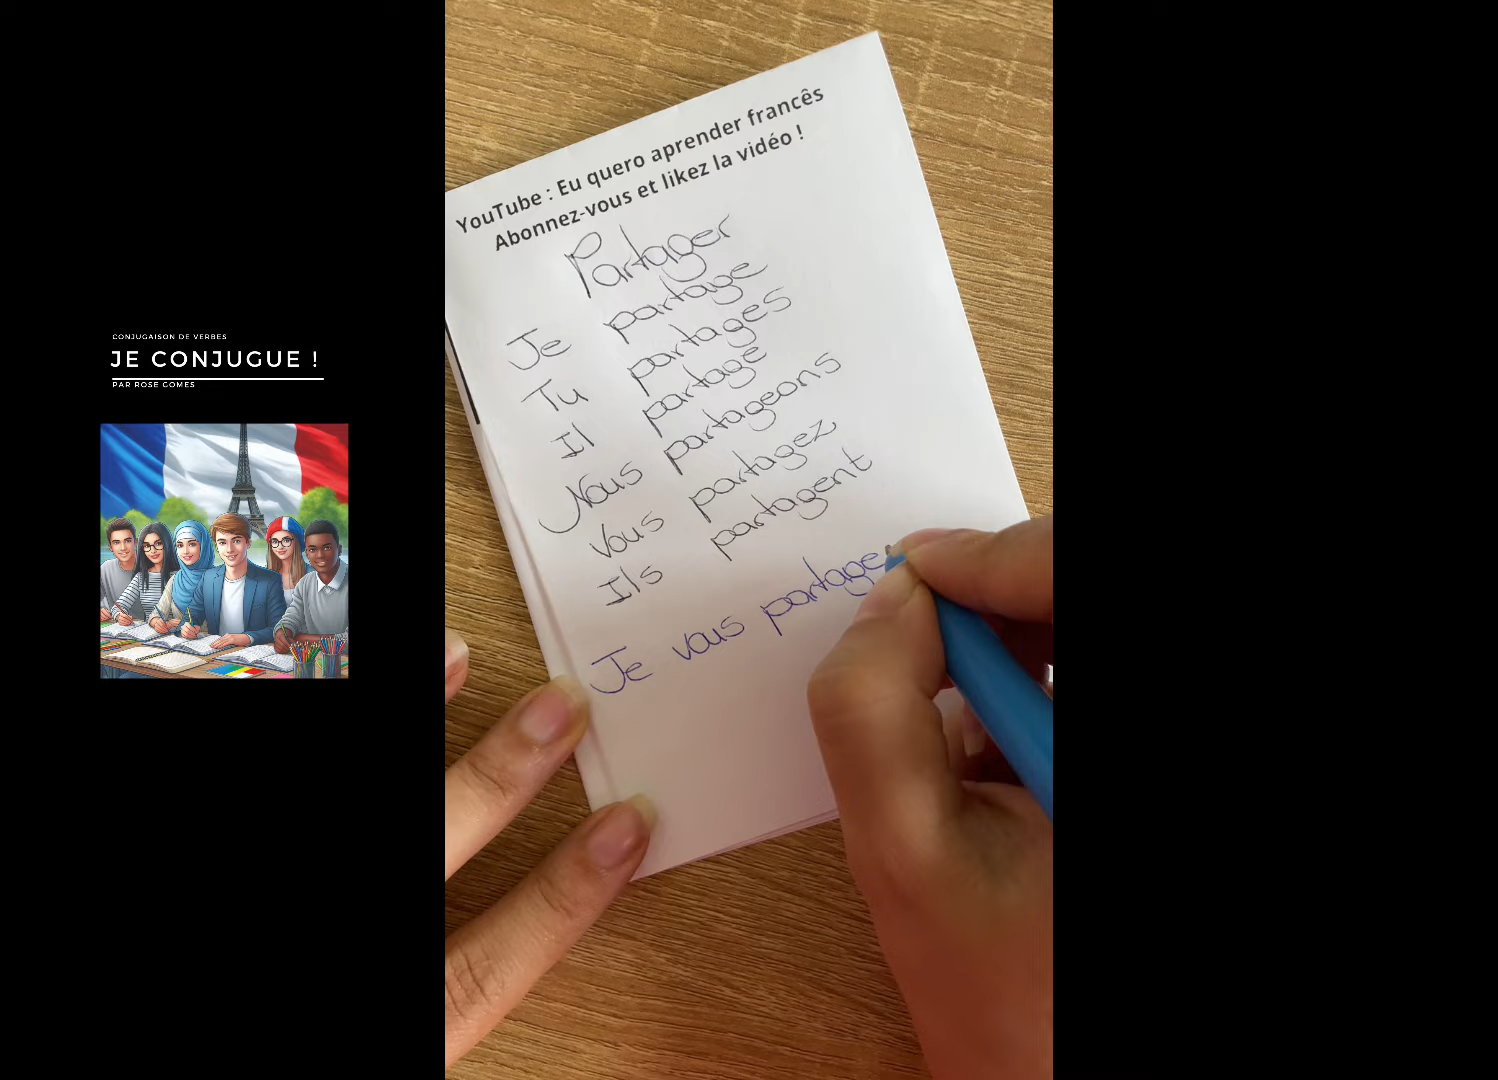 CONJUGAISON DE VERBES
JE CONJUGUE !
PAR ROSE GOMES
YouTube : Eu quero aprender francês
Abonnez-vous et likez la vidéo !
Partager
Je partage
Tu partages
Il partage
Nous partageons
Vous partagez
Ils partagent
Je vous partage